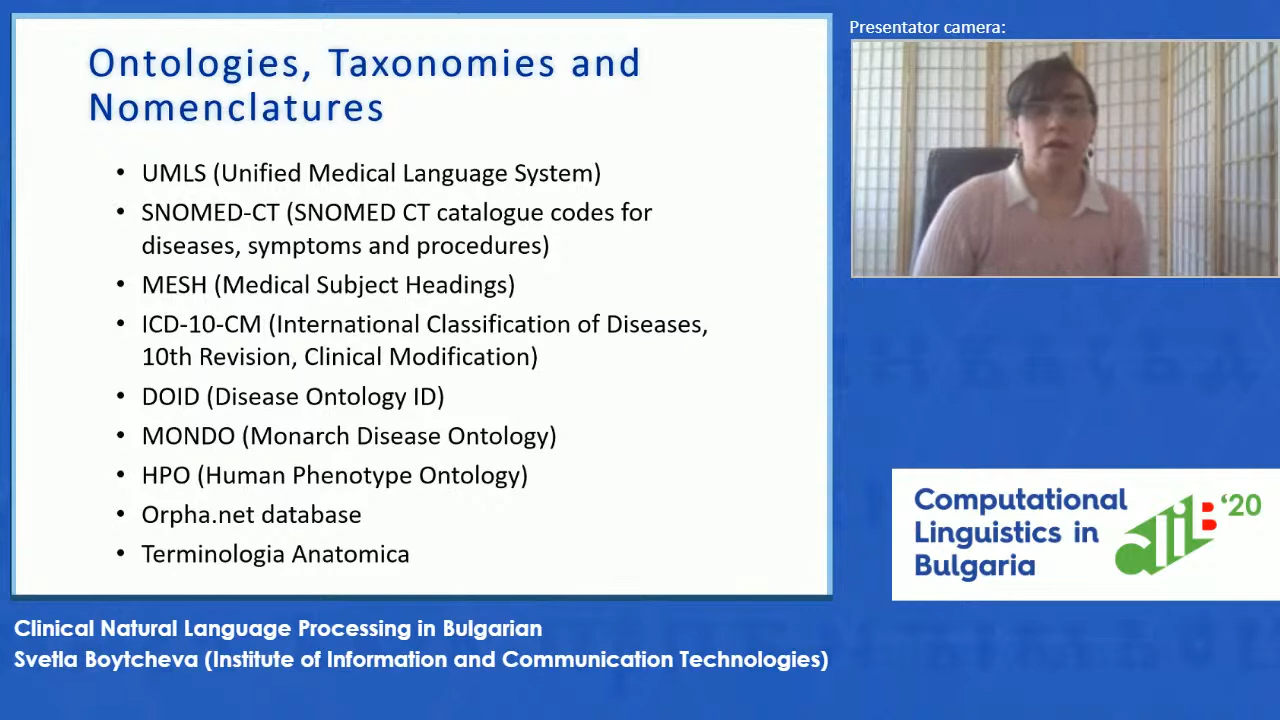 Ontologies, Taxonomies and
Nomenclatures
• UMLS (Unified Medical Language System)
• SNOMED-CT (SNOMED CT catalogue codes for
diseases, symptoms and procedures)
• MESH (Medical Subject Headings)
• ICD-10-CM (International Classification of Diseases,
10th Revision, Clinical Modification)
• DOID (Disease Ontology ID)
• MONDO (Monarch Disease Ontology)
• HPO (Human Phenotype Ontology)
• Orpha.net database
• Terminologia Anatomica
Presentator camera:
Computational
Linguistics in
Bulgaria
clIB '20
Clinical Natural Language Processing in Bulgarian
Svetla Boytcheva (Institute of Information and Communication Technologies)